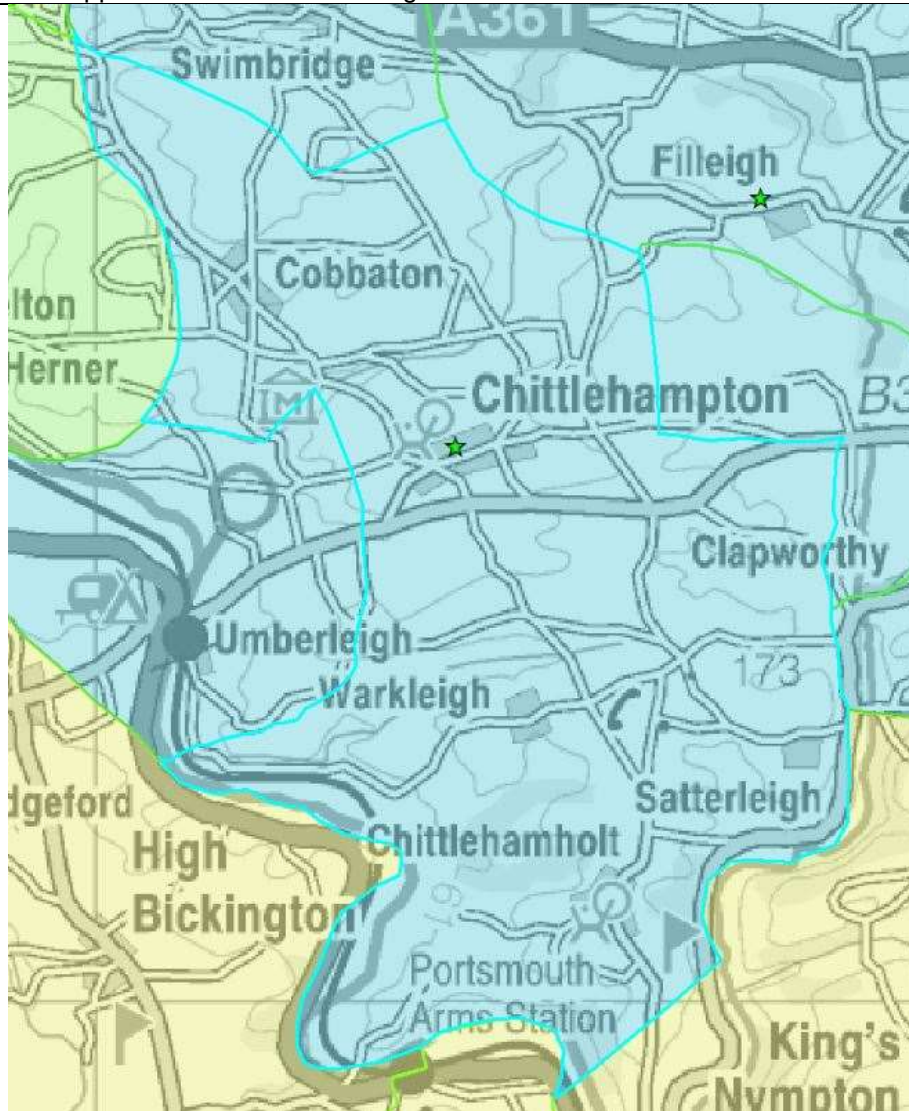 A361
Swimbridge
Filleigh
Cobbaton
lton
Herner
M
Chittlehampton
B3
Clapworthy
Umberleigh
173
Warkleigh
dgeford
Satterleigh
Chittlehamholt
High
Bickington
Portsmouth
Arms Station
King's
Nympton